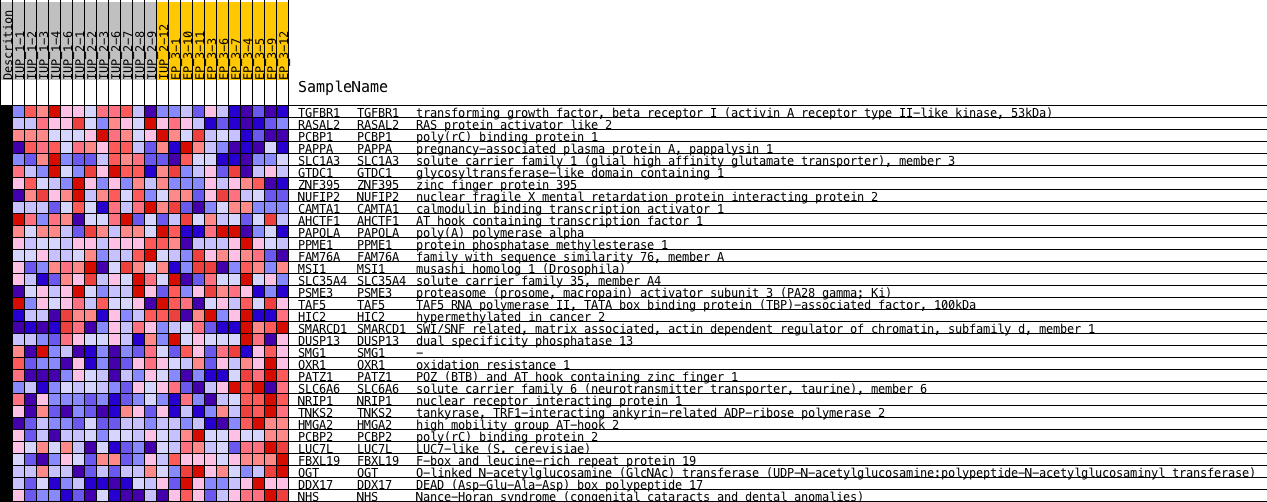 Descrition
IUP_1-1
IUP_1-2
IUP_1-3
IUP_1-4
IUP_1-6
IUP_2-1
IUP_2-2
IUP_2-3
IUP_2-6
IUP_2-7
IUP_2-8
IUP_2-9
IUP_2-12
EP_3-1
EP_3-10
EP_3-11
EP_3-3
EP_3-6
EP_3-7
EP_3-4
EP_3-5
EP_3-9
EP_3-12
SampleName
TGFBR1 TGFBR1 transforming growth factor, beta receptor I (activin A receptor type II-like kinase, 53kDa)
RASAL2 RASAL2 RAS protein activator like 2
PCBP1 PCBP1 poly(rC) binding protein 1
PAPPA PAPPA pregnancy-associated plasma protein A, pappalysin 1
SLC1A3 SLC1A3 solute carrier family 1 (glial high affinity glutamate transporter), member 3
GTDC1 GTDC1 glycosyltransferase-like domain containing 1
ZNF395 ZNF395 zinc finger protein 395
NUFIP2 NUFIP2 nuclear fragile X mental retardation protein interacting protein 2
CAMTA1 CAMTA1 calmodulin binding transcription activator 1
AHCTF1 AHCTF1 AT hook containing transcription factor 1
PAPOLA PAPOLA poly(A) polymerase alpha
PPME1 PPME1 protein phosphatase methylesterase 1
FAM76A FAM76A family with sequence similarity 76, member A
MSI1 MSI1 musashi homolog 1 (Drosophila)
SLC35A4 SLC35A4 solute carrier family 35, member A4
PSME3 PSME3 proteasome (prosome, macropain) activator subunit 3 (PA28 gamma; Ki)
TAF5 TAF5 TAF5 RNA polymerase II, TATA box binding protein (TBP)-associated factor, 100kDa
HIC2 HIC2 hypermethylated in cancer 2
SMARCD1 SMARCD1 SWI/SNF related, matrix associated, actin dependent regulator of chromatin, subfamily d, member 1
DUSP13 DUSP13 dual specificity phosphatase 13
SMG1 SMG1 -
OXR1 OXR1 oxidation resistance 1
PATZ1 PATZ1 POZ (BTB) and AT hook containing zinc finger 1
SLC6A6 SLC6A6 solute carrier family 6 (neurotransmitter transporter, taurine), member 6
NRIP1 NRIP1 nuclear receptor interacting protein 1
TNKS2 TNKS2 tankyrase, TRF1-interacting ankyrin-related ADP-ribose polymerase 2
HMGA2 HMGA2 high mobility group AT-hook 2
PCBP2 PCBP2 poly(rC) binding protein 2
LUC7L LUC7L LUC7-like (S. cerevisiae)
FBXL19 FBXL19 F-box and leucine-rich repeat protein 19
OGT OGT O-linked N-acetylglucosamine (GlcNAc) transferase (UDP-N-acetylglucosamine:polypeptide-N-acetylglucosaminyl transferase)
DDX17 DDX17 DEAD (Asp-Glu-Ala-Asp) box polypeptide 17
NHS NHS Nance-Horan syndrome (congenital cataracts and dental anomalies)